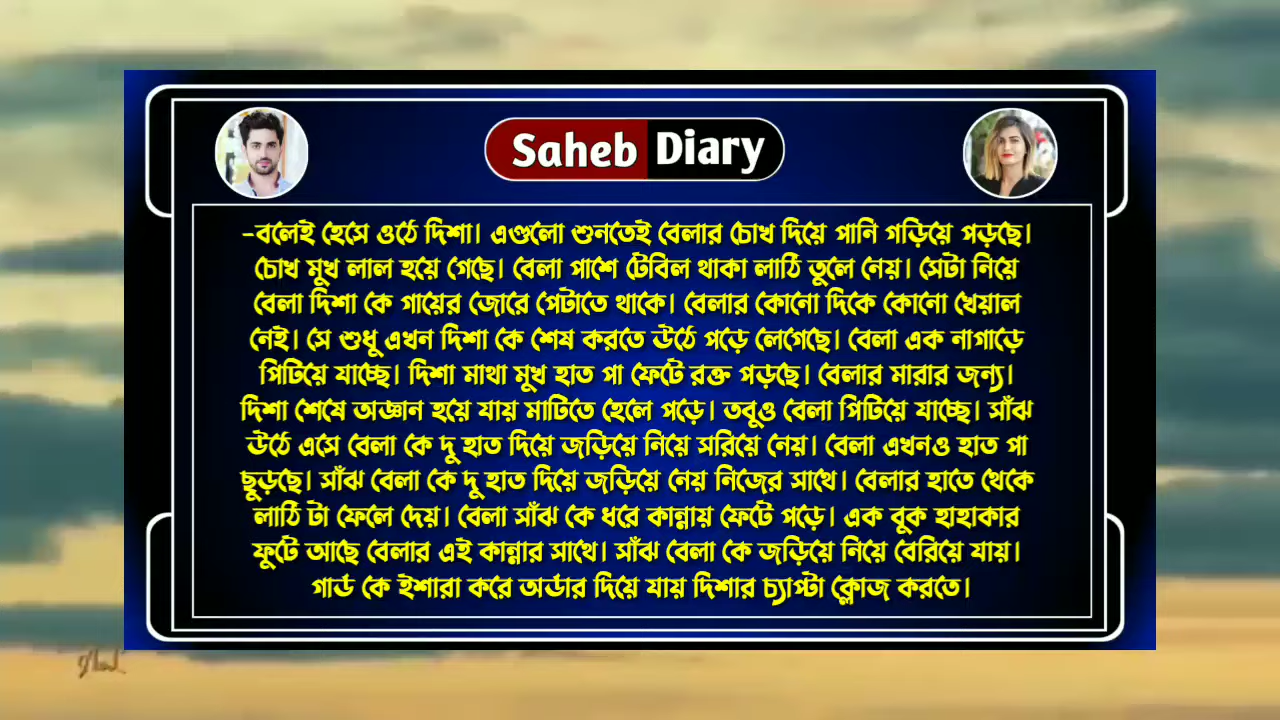 Saheb Diary
-বলেই হেসে ওঠে দিশা। এগুলো শুনতেই বেলার চোখ দিয়ে পানি গড়িয়ে পড়ছে।
চোখ মুখ লাল হয়ে গেছে। বেলা পাশে টেবিল থাকা লাঠি তুলে নেয়। সেটা নিয়ে
বেলা দিশা কে গায়ের জোরে পেটাতে থাকে। বেলার কোনো দিকে কোনো খেয়াল
নেই। সে শুধু এখন দিশা কে শেষ করতে উঠে পড়ে লেগেছে। বেলা এক নাগাড়ে
পিটিয়ে যাচ্ছে। দিশা মাথা মুখ হাত পা ফেটে রক্ত পড়ছে। বেলার মারার জন্য।
দিশা শেষে অজ্ঞান হয়ে যায় মাটিতে হেলে পড়ে। তবুও বেলা পিটিয়ে যাচ্ছে। সাঁঝ
উঠে এসে বেলা কে দু হাত দিয়ে জড়িয়ে নিয়ে সরিয়ে নেয়। বেলা এখনও হাত পা
ছুড়ছে। সাঁঝ বেলা কে দু হাত দিয়ে জড়িয়ে নেয় নিজের সাথে। বেলার হাতে থেকে
লাঠি টা ফেলে দেয়। বেলা সাঁঝ কে ধরে কান্নায় ফেটে পড়ে। এক বুক হাহাকার
ফুটে আছে বেলার এই কান্নার সাথে। সাঁঝ বেলা কে জড়িয়ে নিয়ে বেরিয়ে যায়।
গার্ড কে ইশারা করে অর্ডার দিয়ে যায় দিশার চ্যাপ্টা ক্লোজ করতে।